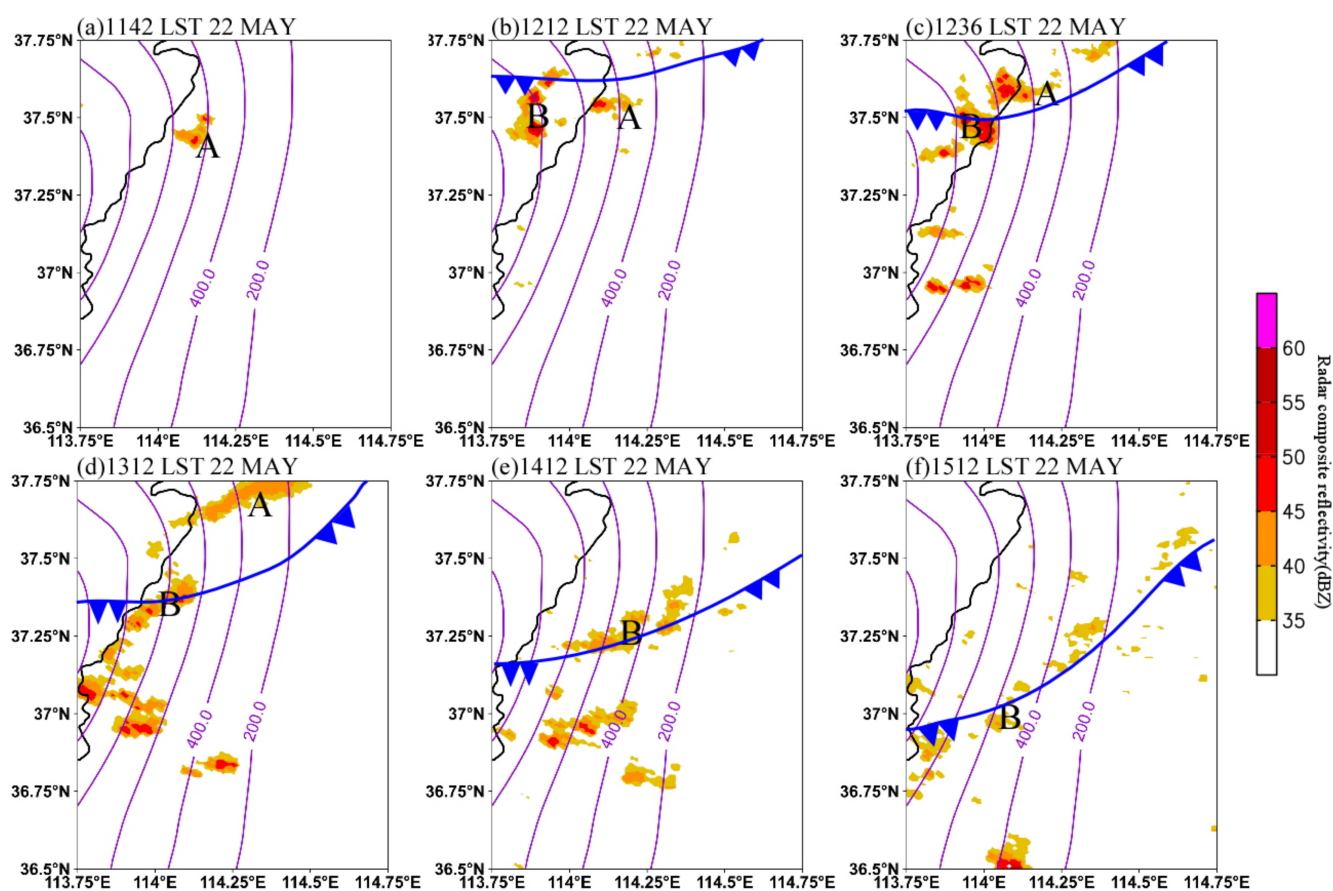 (a)1142 LST 22 MAY
(b)1212 LST 22 MAY
(c)1236 LST 22 MAY
37.75°N
37.5°N
37.25°N
37°N
36.75°N
36.5°N
113.75°E
114°E
114.25°E
114.5°E
114.75°E
A
400.0
200.0
37.75°N
37.5°N
37.25°N
37°N
36.75°N
36.5°N
113.75°E
114°E
114.25°E
114.5°E
114.75°E
B
A
400.0
200.0
37.75°N
37.5°N
37.25°N
37°N
36.75°N
36.5°N
113.75°E
114°E
114.25°E
114.5°E
114.75°E
A
B
400.0
200.0
(d)1312 LST 22 MAY
(e)1412 LST 22 MAY
(f)1512 LST 22 MAY
37.75°N
37.5°N
37.25°N
37°N
36.75°N
36.5°N
113.75°E
114°E
114.25°E
114.5°E
114.75°E
A
B
400.0
200.0
37.75°N
37.5°N
37.25°N
37°N
36.75°N
36.5°N
113.75°E
114°E
114.25°E
114.5°E
114.75°E
B
400.0
200.0
37.75°N
37.5°N
37.25°N
37°N
36.75°N
36.5°N
113.75°E
114°E
114.25°E
114.5°E
114.75°E
B
400.0
200.0
60
55
50
45
40
35
Radar composite reflectivity(dBZ)